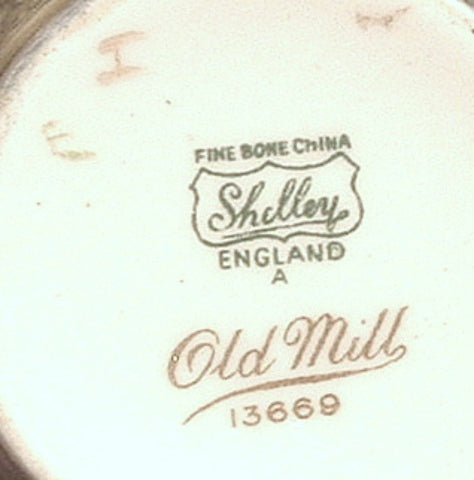 FINE BONE ChINA
Shelley
ENGLAND
A
Old Mill
13669